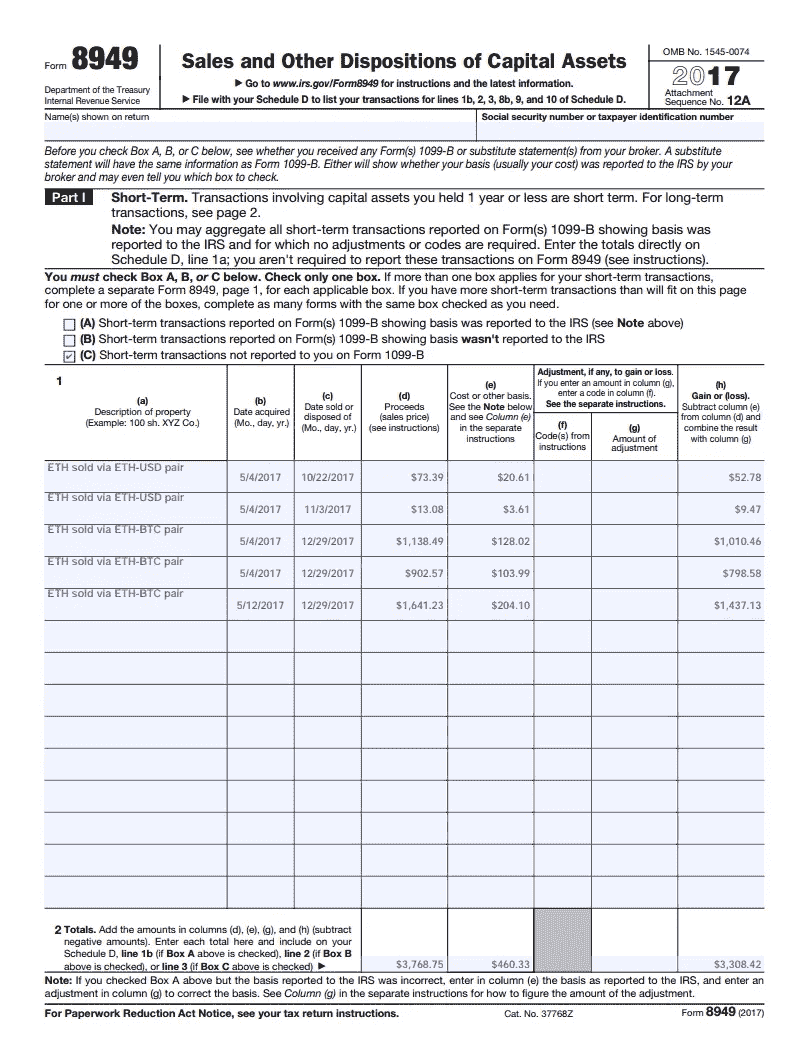 Form 8949
Department of the Treasury
Internal Revenue Service
Sales and Other Dispositions of Capital Assets
▶ Go to www.irs.gov/Form8949 for instructions and the latest information.
▶ File with your Schedule D to list your transactions for lines 1b, 2, 3, 8b, 9, and 10 of Schedule D.
OMB No. 1545-0074
2017
Attachment
Sequence No. 12A
Name(s) shown on return
Social security number or taxpayer identification number
Before you check Box A, B, or C below, see whether you received any Form(s) 1099-B or substitute statement(s) from your broker. A substitute
statement will have the same information as Form 1099-B. Either will show whether your basis (usually your cost) was reported to the IRS by your
broker and may even tell you which box to check.
Part I Short-Term. Transactions involving capital assets you held 1 year or less are short term. For long-term
transactions, see page 2.
Note: You may aggregate all short-term transactions reported on Form(s) 1099-B showing basis was
reported to the IRS and for which no adjustments or codes are required. Enter the totals directly on
Schedule D, line 1a; you aren't required to report these transactions on Form 8949 (see instructions).
You must check Box A, B, or C below. Check only one box. If more than one box applies for your short-term transactions,
complete a separate Form 8949, page 1, for each applicable box. If you have more short-term transactions than will fit on this page
for one or more of the boxes, complete as many forms with the same box checked as you need.
(A) Short-term transactions reported on Form(s) 1099-B showing basis was reported to the IRS (see Note above)
(B) Short-term transactions reported on Form(s) 1099-B showing basis wasn't reported to the IRS
(C) Short-term transactions not reported to you on Form 1099-B
1
(a)
Description of property
(Example: 100 sh. XYZ Co.)
(b)
Date acquired
(Mo., day, yr.)
(c)
Date sold or
disposed of
(Mo., day, yr.)
(d)
Proceeds
(sales price)
(see instructions)
(e)
Cost or other basis.
See the Note below
and see Column (e)
in the separate
instructions
Adjustment, if any, to gain or loss.
If you enter an amount in column (g),
enter a code in column (f).
See the separate instructions.
(f)
Code(s) from
instructions
(g)
Amount of
adjustment
(h)
Gain or (loss).
Subtract column (e)
from column (d) and
combine the result
with column (g)
ETH sold via ETH-USD pair 5/4/2017 10/22/2017 $73.39 $20.61 $52.78
ETH sold via ETH-USD pair 5/4/2017 11/3/2017 $13.08 $3.61 $9.47
ETH sold via ETH-BTC pair 5/4/2017 12/29/2017 $1,138.49 $128.02 $1,010.46
ETH sold via ETH-BTC pair 5/4/2017 12/29/2017 $902.57 $103.99 $798.58
ETH sold via ETH-BTC pair 5/12/2017 12/29/2017 $1,641.23 $204.10 $1,437.13
2 Totals. Add the amounts in columns (d), (e), (g), and (h) (subtract
negative amounts). Enter each total here and include on your
Schedule D, line 1b (if Box A above is checked), line 2 (if Box B
above is checked), or line 3 (if Box C above is checked) ▶ $3,768.75 $460.33 $3,308.42
Note: If you checked Box A above but the basis reported to the IRS was incorrect, enter in column (e) the basis as reported to the IRS, and enter an
adjustment in column (g) to correct the basis. See Column (g) in the separate instructions for how to figure the amount of the adjustment.
For Paperwork Reduction Act Notice, see your tax return instructions. Cat. No. 37768Z Form 8949 (2017)